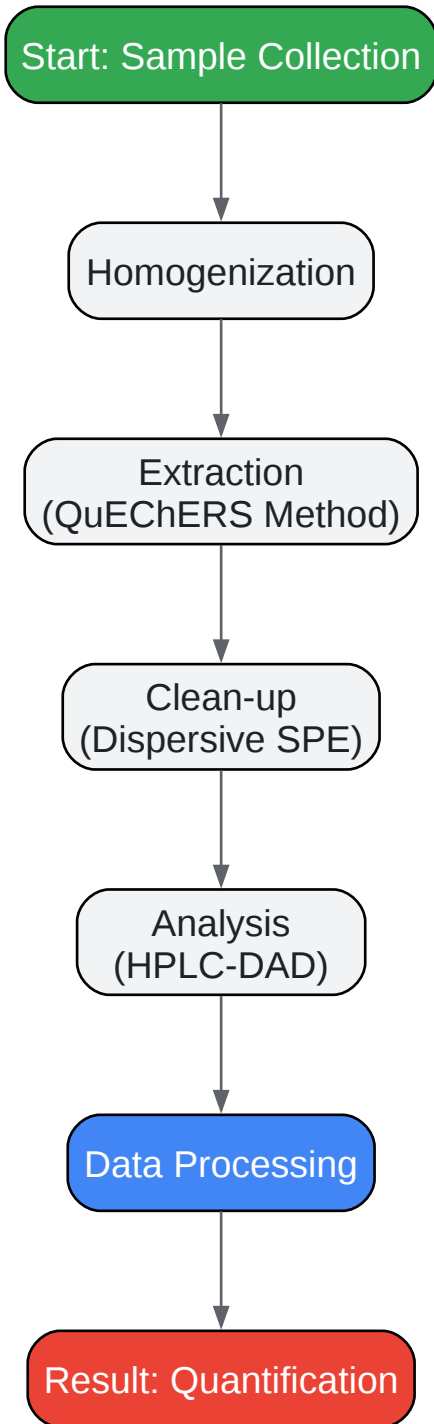 Start: Sample Collection
Homogenization
Extraction
(QuEChERS Method)
Clean-up
(Dispersive SPE)
Analysis
(HPLC-DAD)
Data Processing
Result: Quantification